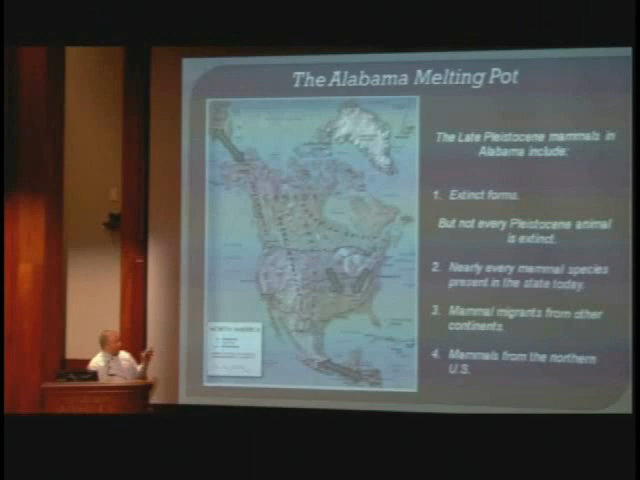 The Alabama Melting Pot
The Late Pleistocene mammals in
Alabama include:
1. Extinct forms.
But not every Pleistocene animal
is extinct.
2. Nearly every mammal species
present in the state today.
3. Mammal migrants from other
continents.
4. Mammals from the northern
U.S.
NORTH AMERICA